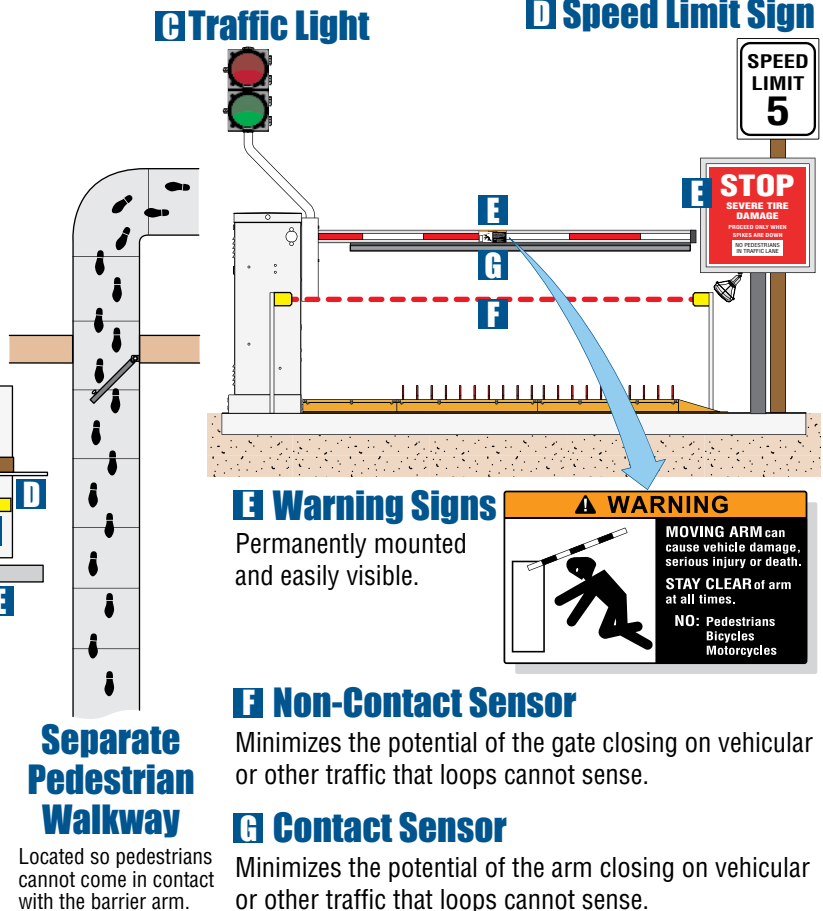 C Traffic Light
D Speed Limit Sign
SPEED
LIMIT
5
E
STOP
SEVERE TIRE
DAMAGE
PROCEED ONLY WHEN
SPIKES ARE DOWN
NO PEDESTRIANS
IN TRAFFIC LANE
E
G
F
D
E
E Warning Signs
Permanently mounted
and easily visible.
WARNING
MOVING ARM can
cause vehicle damage,
serious injury or death.
STAY CLEAR of arm
at all times.
NO: Pedestrians
Bicycles
Motorcycles
F Non-Contact Sensor
Minimizes the potential of the gate closing on vehicular
or other traffic that loops cannot sense.
Separate
Pedestrian
Walkway
Located so pedestrians
cannot come in contact
with the barrier arm.
G Contact Sensor
Minimizes the potential of the arm closing on vehicular
or other traffic that loops cannot sense.